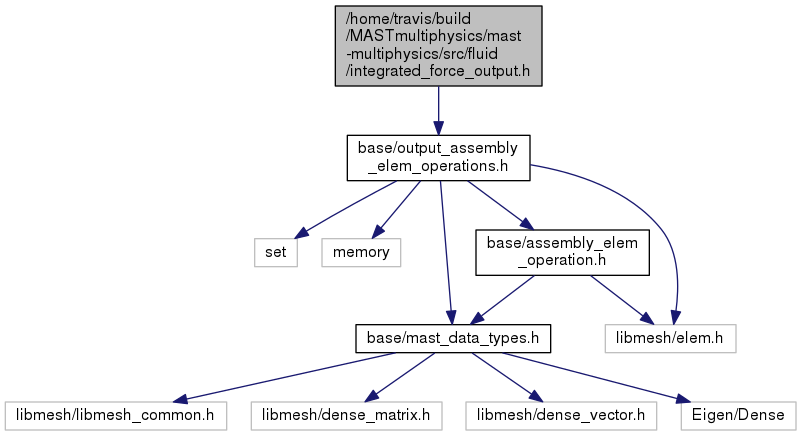 /home/travis/build
/MASTmultiphysics/mast
-multiphysics/src/fluid
/integrated_force_output.h
base/output_assembly
_elem_operations.h
set
memory
base/assembly_elem
_operation.h
base/mast_data_types.h
libmesh/elem.h
libmesh/libmesh_common.h
libmesh/dense_matrix.h
libmesh/dense_vector.h
Eigen/Dense